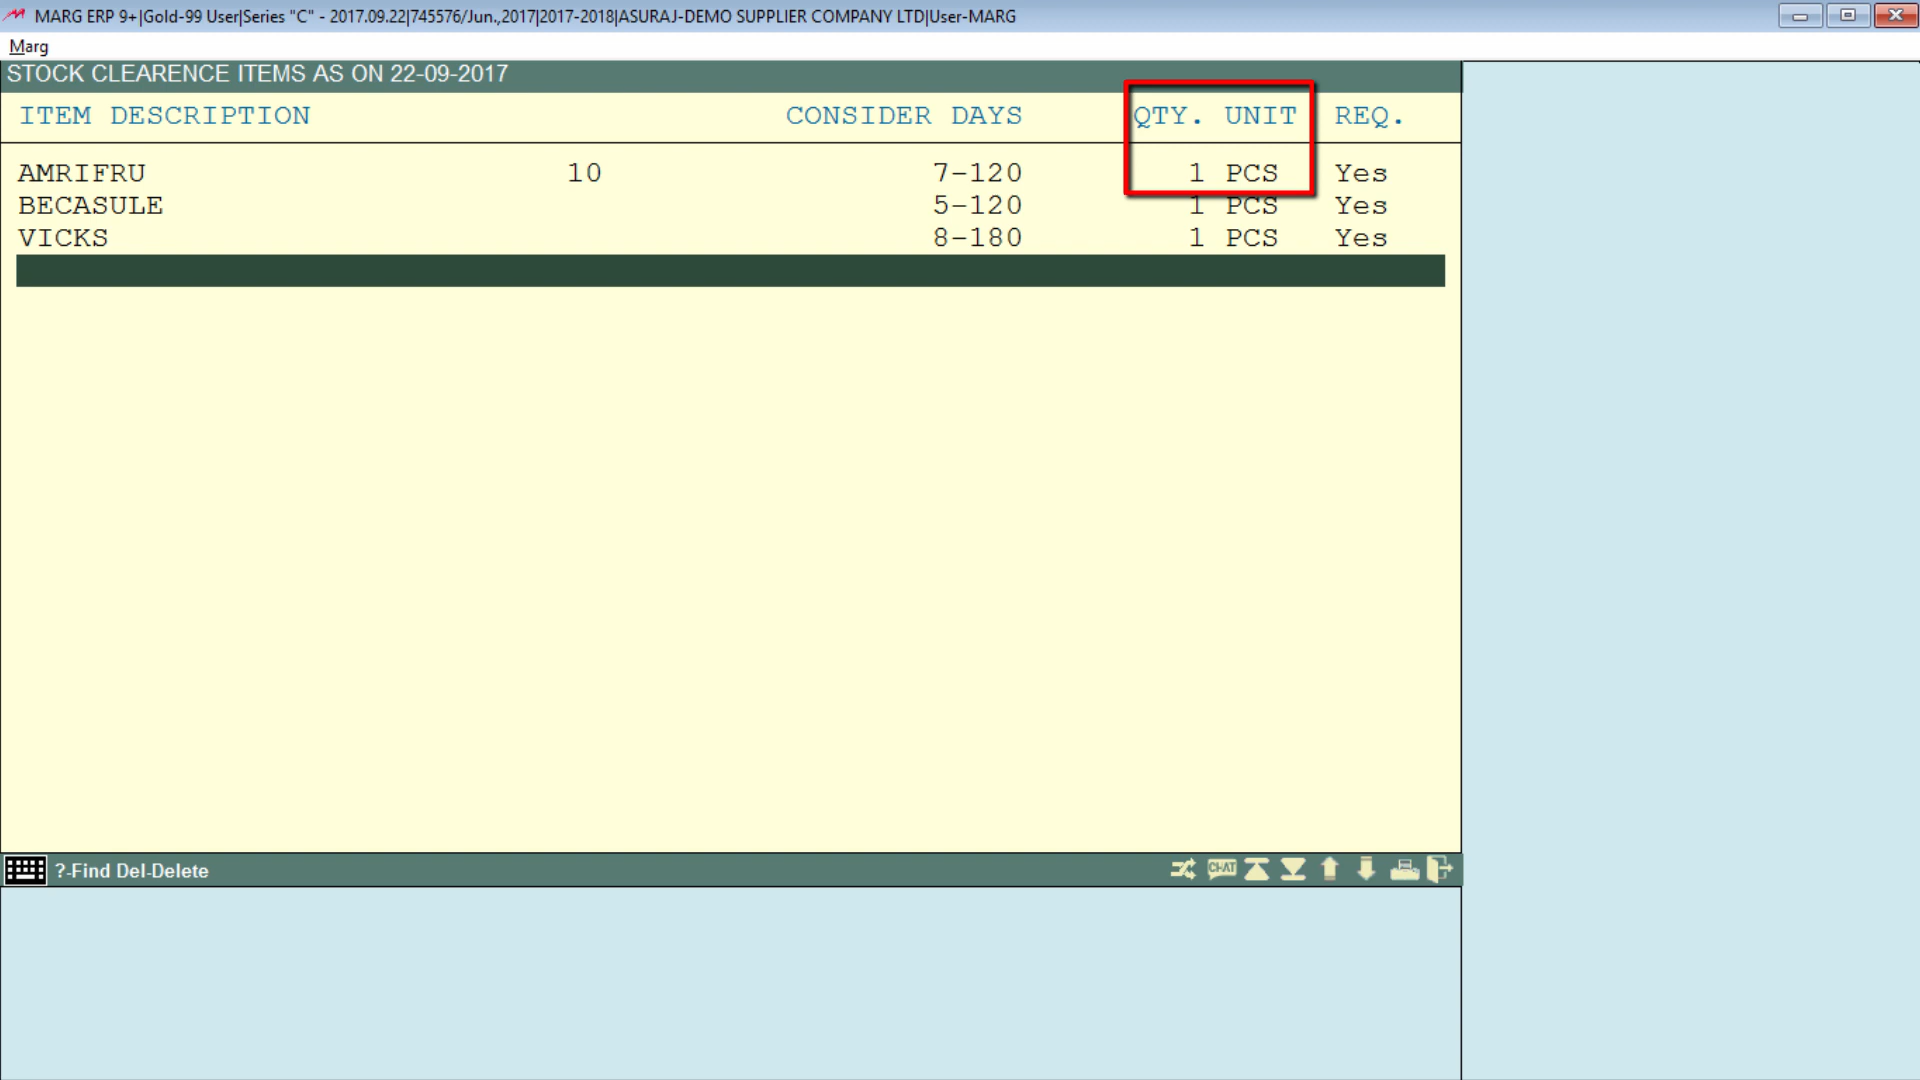 MARG ERP 9+|Gold-99 User|Series "C" - 2017.09.22|745576/Jun.,2017|2017-2018|ASURAJ-DEMO SUPPLIER COMPANY LTD|User-MARG
Marg
STOCK CLEARENCE ITEMS AS ON 22-09-2017
ITEM DESCRIPTION CONSIDER DAYS QTY. UNIT REQ.
AMRIFRU 10 7-120 1 PCS Yes
BECASULE 5-120 1 PCS Yes
VICKS 8-180 1 PCS Yes
?-Find Del-Delete CHAT